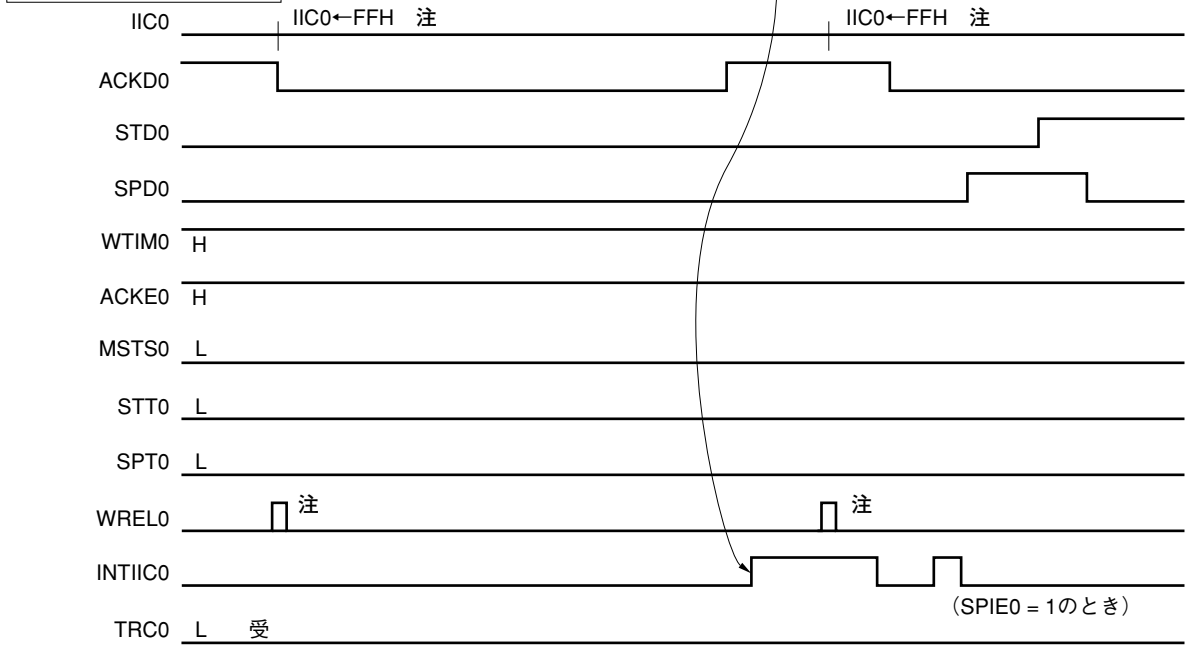 IIC0 IIC0←FFH 注 IIC0←FFH 注
ACKD0
STD0
SPD0
WTIM0 H
ACKE0 H
MSTS0 L
STT0 L
SPT0 L
WREL0 注 注
INTIIC0
(SPIE0 = 1のとき)
TRC0 L 受